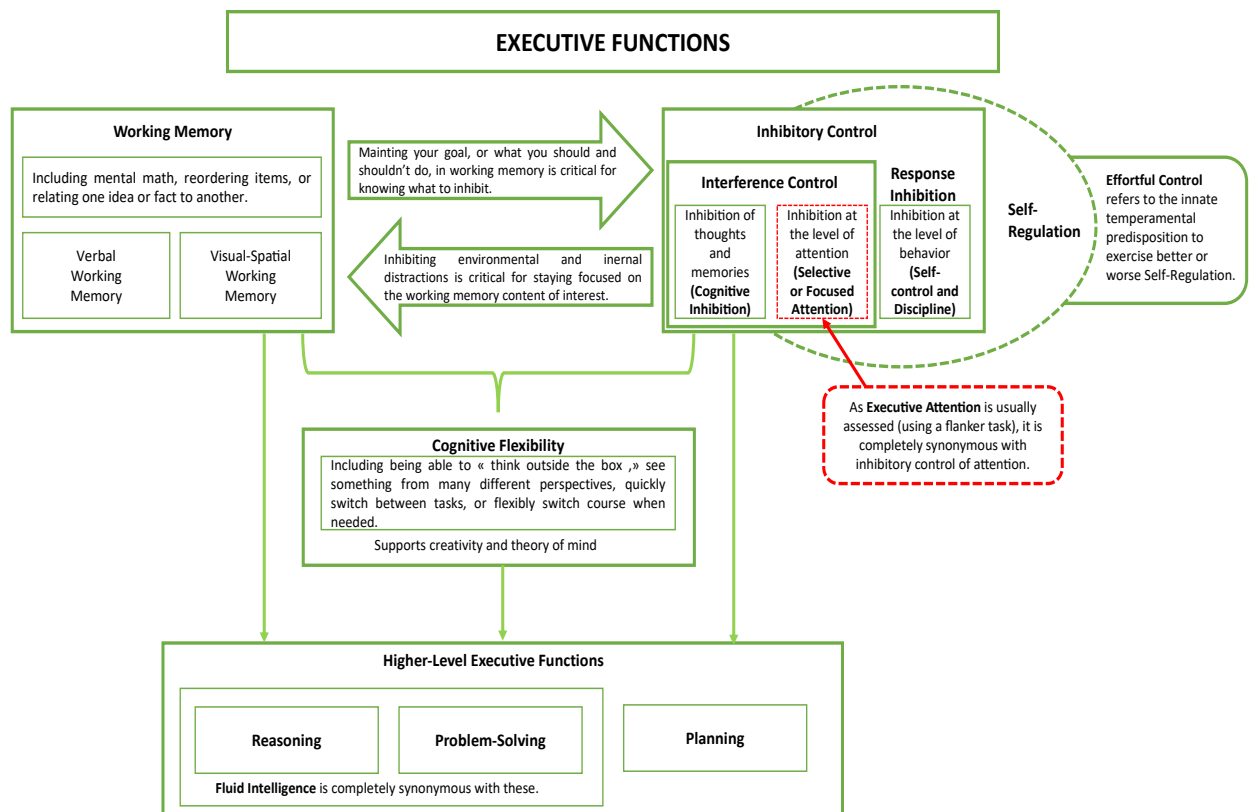 EXECUTIVE FUNCTIONS
Working Memory
Including mental math, reordering items, or
relating one idea or fact to another.
Verbal
Working
Memory
Visual-Spatial
Working
Memory
Mainting your goal, or what you should and
shouldn't do, in working memory is critical for
knowing what to inhibit.
Inhibiting environmental and inernal
distractions is critical for staying focused on
the working memory content of interest.
Inhibitory Control
Interference Control
Inhibition of
thoughts
and
memories
(Cognitive
Inhibition)
Inhibition at
the level of
attention
(Selective
or Focused
Attention)
Response
Inhibition
Inhibition at
the level of
behavior
(Self-
control and
Discipline)
Self-
Regulation
Effortful Control
refers to the innate
temperamental
predisposition to
exercise better or
worse Self-Regulation.
As Executive Attention is usually
assessed (using a flanker task), it is
completely synonymous with
inhibitory control of attention.
Cognitive Flexibility
Including being able to « think outside the box ,» see
something from many different perspectives, quickly
switch between tasks, or flexibly switch course when
needed.
Supports creativity and theory of mind
Higher-Level Executive Functions
Reasoning
Problem-Solving
Planning
Fluid Intelligence is completely synonymous with these.